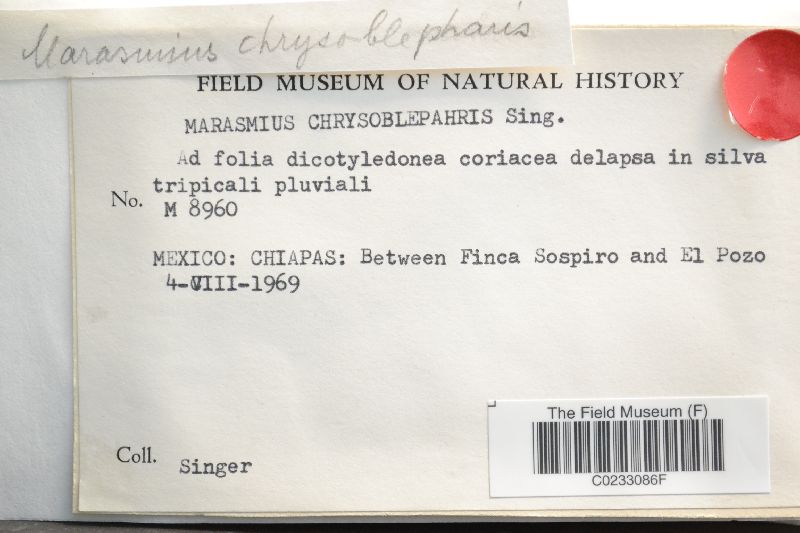 Marasmius chrysoblepharis
FIELD MUSEUM OF NATURAL HISTORY
MARASMIUS CHRYSOBLEPAHRIS Sing.
Ad folia dicotyledonea coriacea delapsa in silva
tripicali pluviali
No. M 8960
MEXICO: CHIAPAS: Between Finca Sospiro and El Pozo
4-VIII-1969
Coll. Singer
The Field Museum (F)
C0233086F